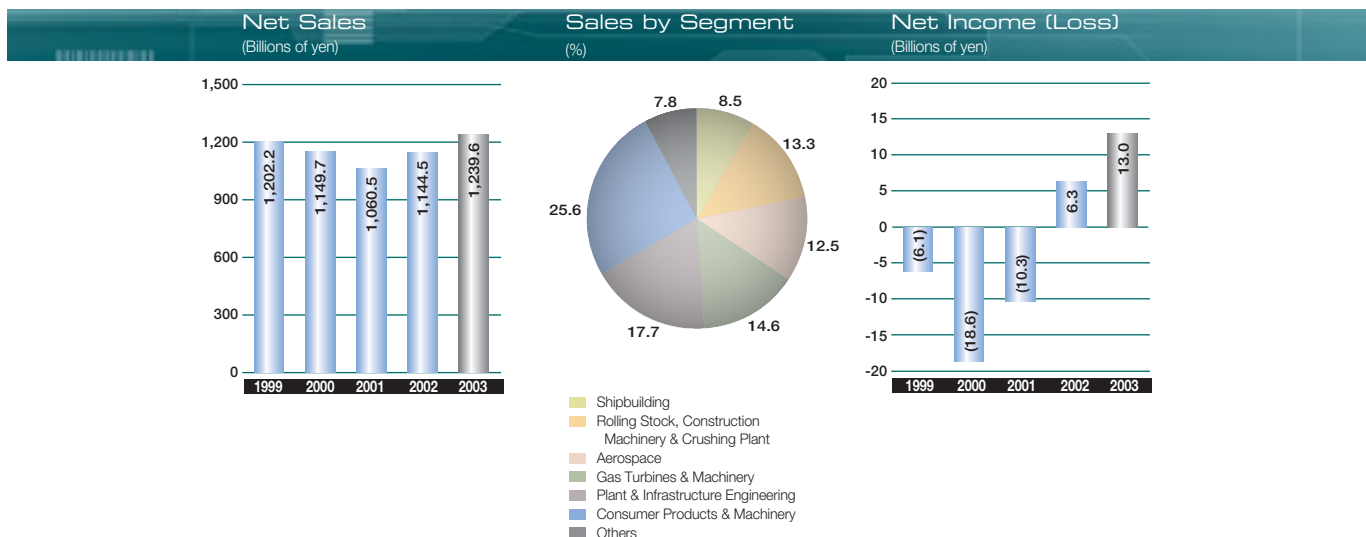 Net Sales
(Billions of yen)
1,500
1,200
900
600
300
0
1,202.2
1,149.7
1,060.5
1,144.5
1,239.6
1999 2000 2001 2002 2003
Sales by Segment
(%)
7.8
8.5
13.3
25.6
12.5
17.7
14.6
Shipbuilding
Rolling Stock, Construction
Machinery & Crushing Plant
Aerospace
Gas Turbines & Machinery
Plant & Infrastructure Engineering
Consumer Products & Machinery
Others
Net Income (Loss)
(Billions of yen)
20
15
10
5
0
-5
-10
-15
-20
(6.1)
(18.6)
(10.3)
6.3
13.0
1999 2000 2001 2002 2003